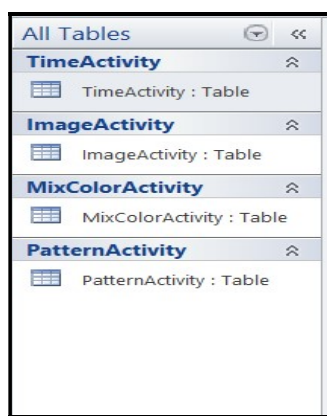 All Tables
TimeActivity
TimeActivity : Table
ImageActivity
ImageActivity : Table
MixColorActivity
MixColorActivity : Table
PatternActivity
PatternActivity : Table